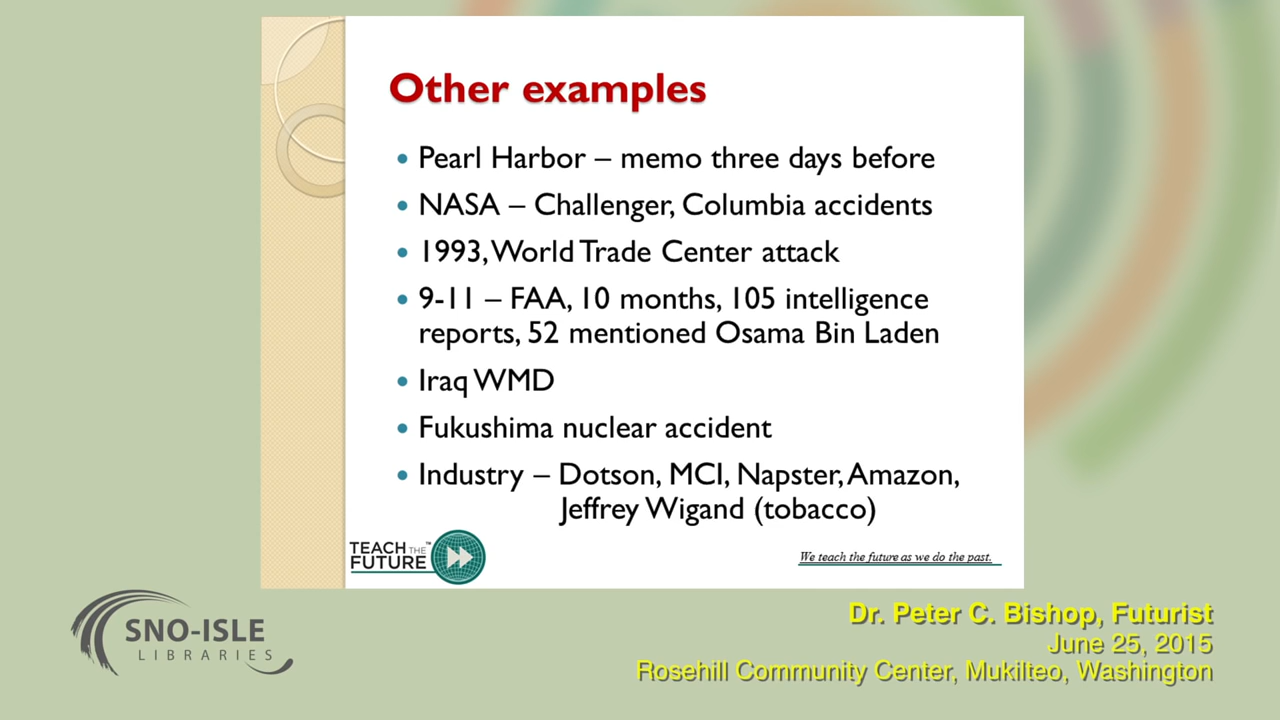 Other examples
• Pearl Harbor – memo three days before
• NASA – Challenger, Columbia accidents
• 1993, World Trade Center attack
• 9-11 – FAA, 10 months, 105 intelligence
reports, 52 mentioned Osama Bin Laden
• Iraq WMD
• Fukushima nuclear accident
• Industry – Dotson, MCI, Napster, Amazon,
Jeffrey Wigand (tobacco)
TEACH THE™
FUTURE
We teach the future as we do the past.
SNO-ISLE
LIBRARIES
Dr. Peter C. Bishop, Futurist
June 25, 2015
Rosehill Community Center, Mukilteo, Washington